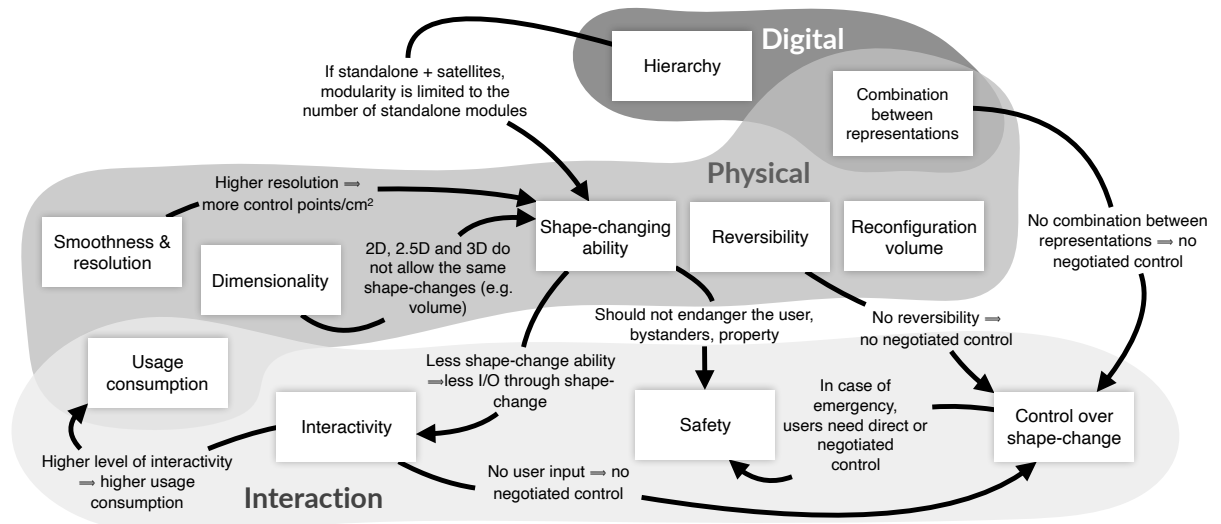 Digital
Hierarchy
If standalone + satellites,
modularity is limited to the
number of standalone modules
Combination
between
representations
Physical
Higher resolution ⇒
more control points/cm²
Smoothness &
resolution
Dimensionality
2D, 2.5D and 3D do
not allow the same
shape-changes (e.g.
volume)
Shape-changing
ability
Reversibility
Reconfiguration
volume
No combination between
representations ⇒ no
negotiated control
Should not endanger the user,
bystanders, property
No reversibility ⇒
no negotiated control
Usage
consumption
Less shape-change ability
⇒less I/O through shape-
change
In case of
emergency,
users need direct or
negotiated
control
Interactivity
Safety
Control over
shape-change
Higher level of interactivity
⇒ higher usage
consumption
No user input ⇒ no
negotiated control
Interaction